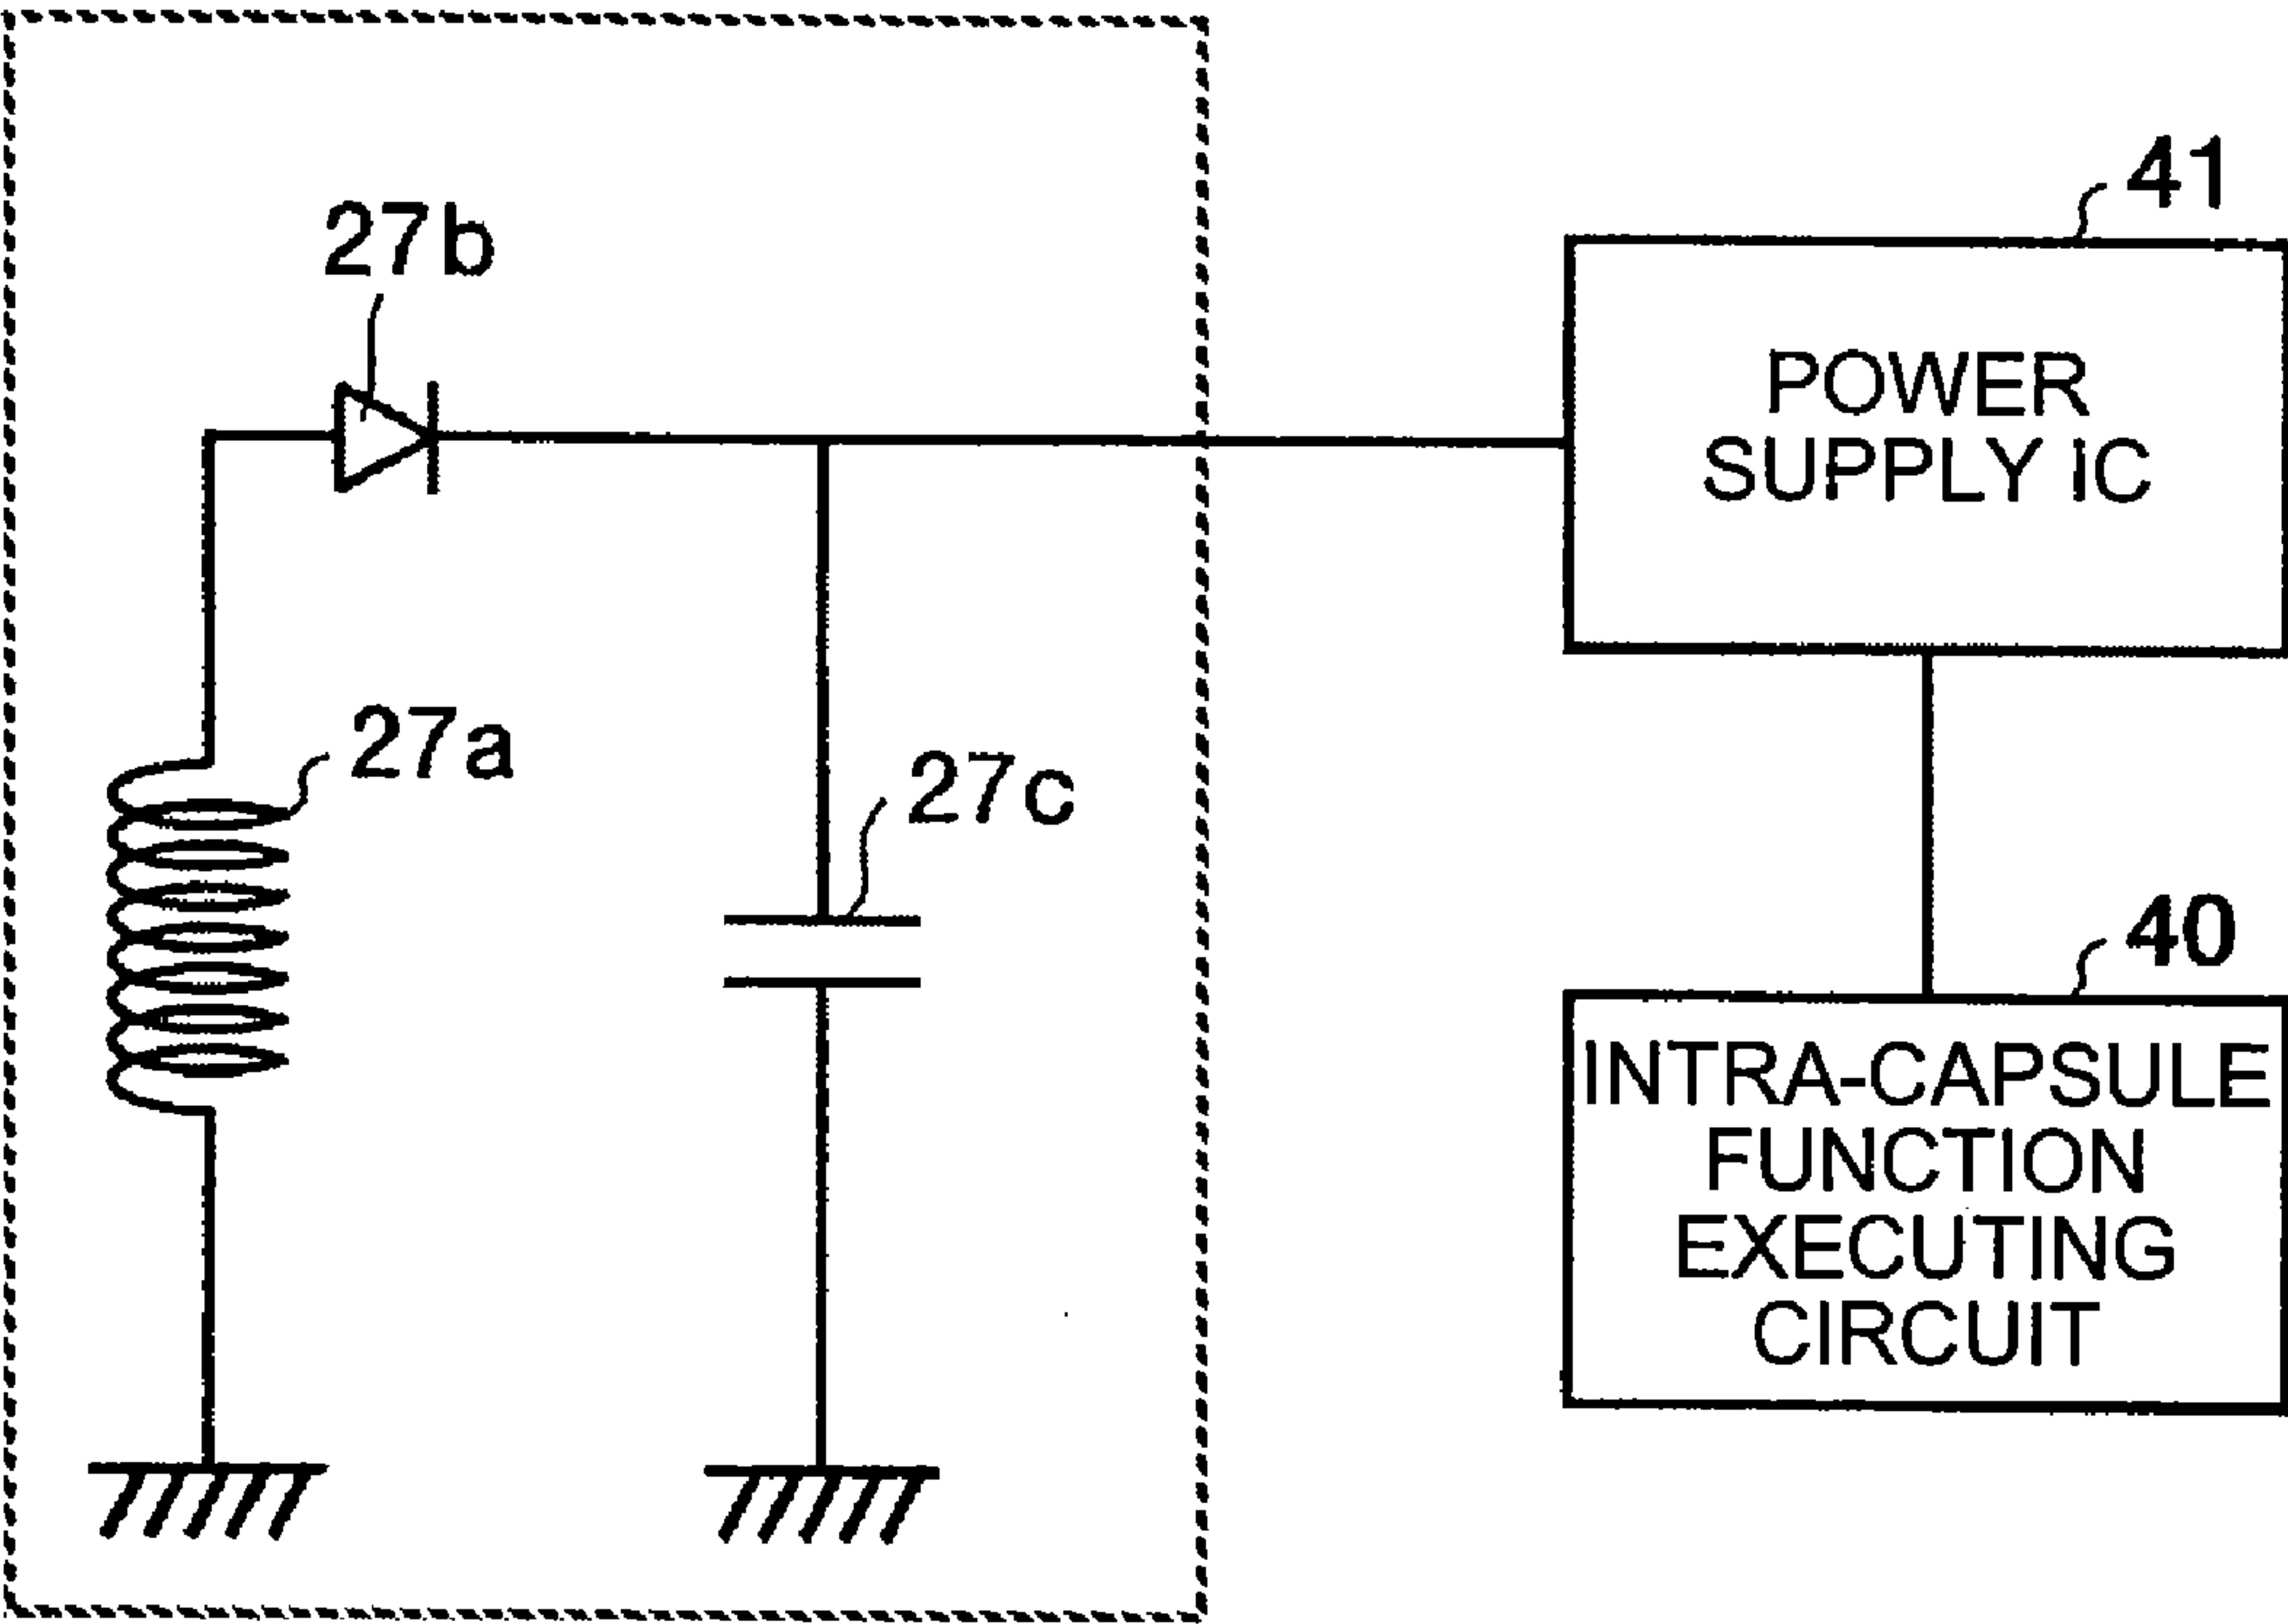 27b
41
POWER
SUPPLY IC
27a
27c
40
INTRA-CAPSULE
FUNCTION
EXECUTING
CIRCUIT